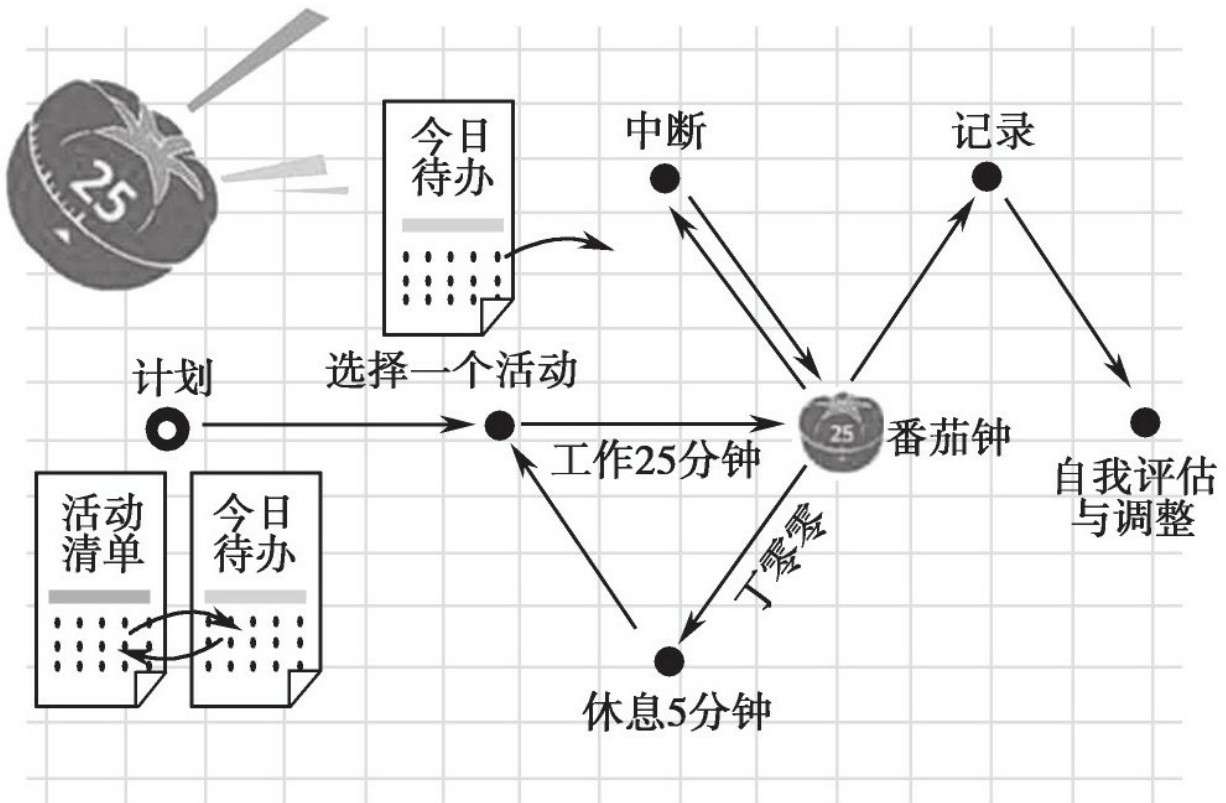 25
今日
待办
中断
记录
计划
选择一个活动
工作25分钟
25
番茄钟
自我评估
与调整
活动
清单
今日
待办
丁零零
休息5分钟